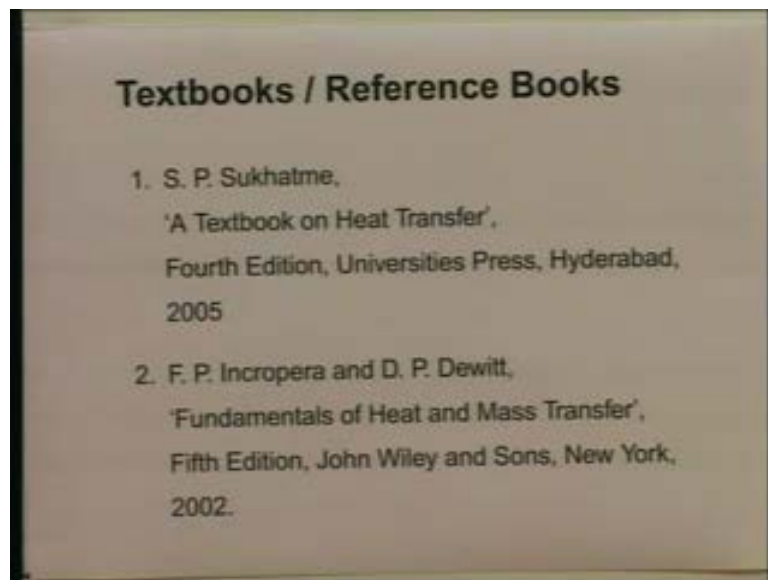 Textbooks / Reference Books
1. S. P. Sukhatme,
'A Textbook on Heat Transfer',
Fourth Edition, Universities Press, Hyderabad,
2005
2. F. P. Incropera and D. P. Dewitt,
'Fundamentals of Heat and Mass Transfer',
Fifth Edition, John Wiley and Sons, New York,
2002.